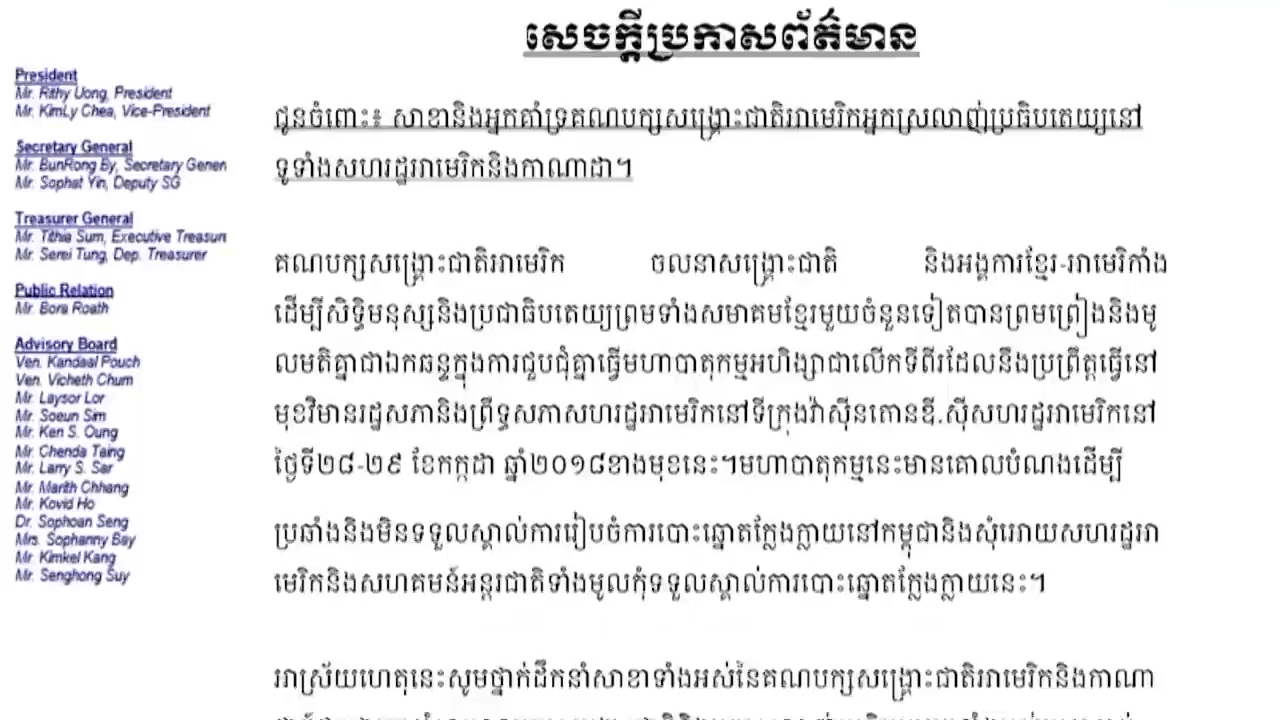 សេចក្តីប្រកាសព័ត៌មាន
President
Mr. Rithy Uong, President
Mr. KimLy Chea, Vice-President
Secretary General
Mr. BunRong By, Secretary Gener
Mr. Sophat Yin, Deputy SG
Treasurer General
Mr. Tithia Sum, Executive Treasur
Mr. Serei Tung, Dep. Treasurer
Public Relation
Mr. Bora Roath
Advisory Board
Ven. Kandaal Pouch
Ven. Vicheth Chum
Mr. Laysor Lor
Mr. Soeun Sim
Mr. Ken S. Oung
Mr. Chenda Taing
Mr. Larry S. Sar
Mr. Marith Chhang
Mr. Kovid Ho
Dr. Sophoan Seng
Mrs. Sophanny Bay
Mr. Kimkel Kang
Mr. Senghong Suy
ជូនចំពោះ៖ សាខានិងអ្នកគាំទ្រគណបក្សសង្គ្រោះជាតិអាមេរិកអ្នកស្រលាញ់ប្រធិបតេយ្យនៅ
ទូទាំងសហរដ្ឋអាមេរិកនិងកាណាដា។
គណបក្សសង្គ្រោះជាតិអាមេរិក ចលនាសង្គ្រោះជាតិ និងអង្គការខ្មែរ-អាមេរិកាំង
ដើម្បីសិទ្ធិមនុស្សនិងប្រជាធិបតេយ្យព្រមទាំងសមាគមខ្មែរមួយចំនួនទៀតបានព្រមព្រៀងនិងមូ
លមតិគ្នាជាឯកឆន្ទក្នុងការជួបជុំគ្នាធ្វើមហាបាតុកម្មអហិង្សាជាលើកទីពីរដែលនឹងប្រព្រឹត្តធ្វើនៅ
មុខវិមានរដ្ឋសភានិងព្រឹទ្ធសភាសហរដ្ឋអាមេរិកនៅទីក្រុងវ៉ាស៊ីនតោនឌី.ស៊ីសហរដ្ឋអាមេរិកនៅ
ថ្ងៃទី២៨-២៩ ខែកក្កដា ឆ្នាំ២០១៨ខាងមុខនេះ។មហាបាតុកម្មនេះមានគោលបំណងដើម្បី
ប្រឆាំងនិងមិនទទួលស្គាល់ការរៀបចំការបោះឆ្នោតក្លែងក្លាយនៅកម្ពុជានិងសុំអោយសហរដ្ឋអា
មេរិកនិងសហគមន៍អន្តរជាតិទាំងមូលកុំទទួលស្គាល់ការបោះឆ្នោតក្លែងក្លាយនេះ។
អាស្រ័យហេតុនេះសូមថ្នាក់ដឹកនាំសាខាទាំងអស់នៃគណបក្សសង្គ្រោះជាតិអាមេរិកនិងកាណា